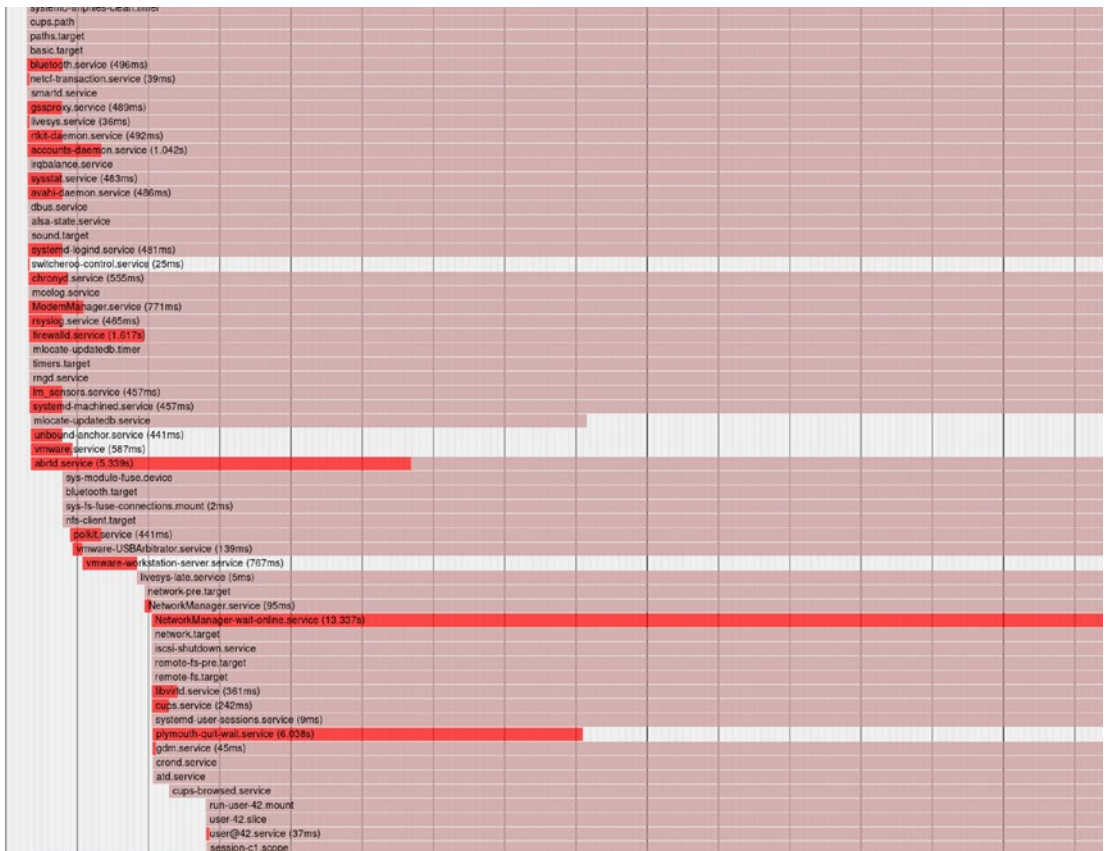 systemd-tmpfiles-clean.timer
cups.path
paths.target
basic.target
bluetooth.service (496ms)
netcf-transaction.service (39ms)
smartd.service
gssproxy.service (489ms)
livesys.service (36ms)
rtkit-daemon.service (492ms)
accounts-daemon.service (1.042s)
irqbalance.service
sysstat.service (483ms)
avahi-daemon.service (486ms)
dbus.service
alsa-state.service
sound.target
systemd-logind.service (481ms)
switcheroo-control.service (25ms)
chronyd.service (555ms)
mcelog.service
ModemManager.service (771ms)
rsyslog.service (465ms)
firewalld.service (1.617s)
mlocate-updatedb.timer
timers.target
rngd.service
lm_sensors.service (457ms)
systemd-machined.service (457ms)
mlocate-updatedb.service
unbound-anchor.service (441ms)
vmware.service (587ms)
abrtd.service (5.339s)
sys-module-fuse.device
bluetooth.target
sys-fs-fuse-connections.mount (2ms)
nfs-client.target
polkit.service (441ms)
vmware-USBArbitrator.service (139ms)
vmware-workstation-server.service (767ms)
livesys-late.service (5ms)
network-pre.target
NetworkManager.service (95ms)
NetworkManager-wait-online.service (13.337s)
network.target
iscsi-shutdown.service
remote-fs-pre.target
remote-fs.target
libvirtd.service (361ms)
cups.service (242ms)
systemd-user-sessions.service (9ms)
plymouth-quit-wait.service (6.038s)
gdm.service (45ms)
crond.service
atd.service
cups-browsed.service
run-user-42.mount
user-42.slice
user@42.service (37ms)
session-c1.scope